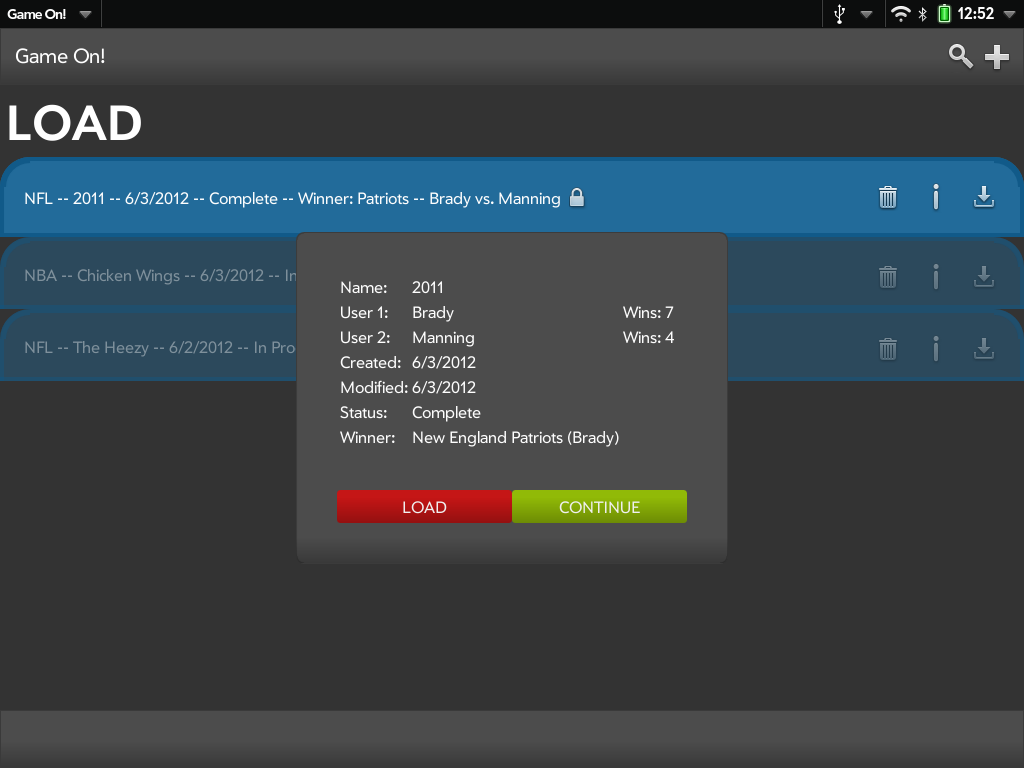 Game On!
12:52
Game On!
LOAD
NFL -- 2011 -- 6/3/2012 -- Complete -- Winner: Patriots -- Brady vs. Manning
NBA -- Chicken Wings -- 6/3/2012 -- In
NFL -- The Heezy -- 6/2/2012 -- In Pro
Name: 2011
User 1: Brady Wins: 7
User 2: Manning Wins: 4
Created: 6/3/2012
Modified: 6/3/2012
Status: Complete
Winner: New England Patriots (Brady)
LOAD CONTINUE